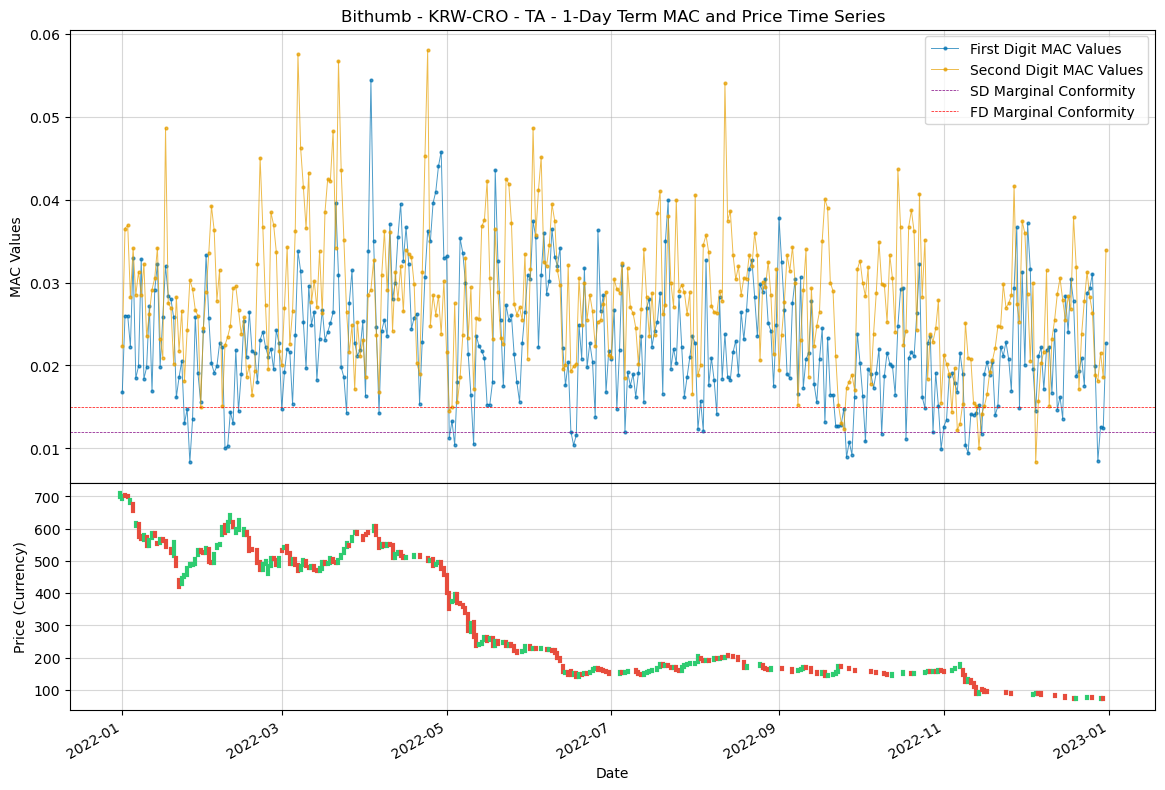 Bithumb - KRW-CRO - TA - 1-Day Term MAC and Price Time Series
First Digit MAC Values
Second Digit MAC Values
SD Marginal Conformity
FD Marginal Conformity
MAC Values
0.06
0.05
0.04
0.03
0.02
0.01
Price (Currency)
700
600
500
400
300
200
100
2022-01
2022-03
2022-05
2022-07
2022-09
2022-11
2023-01
Date